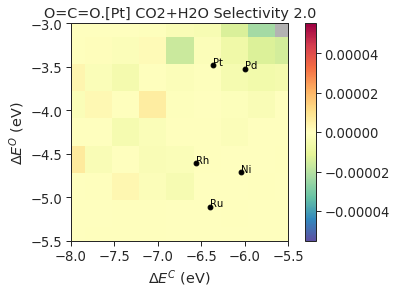 O=C=O.[Pt] CO2+H2O Selectivity 2.0
−3.0
−3.5
−4.0
−4.5
−5.0
−5.5
ΔE^O (eV)
Pt
Pd
Rh
Ni
Ru
−8.0 −7.5 −7.0 −6.5 −6.0 −5.5
ΔE^C (eV)
0.00004
0.00002
0.00000
−0.00002
−0.00004